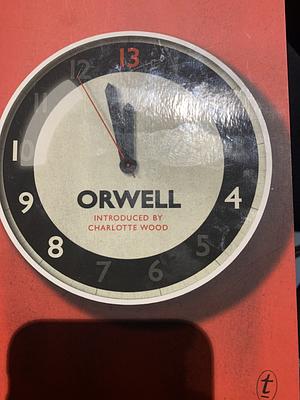 13
12
11
10
9
8
7
6
5
4
ORWELL
INTRODUCED BY
CHARLOTTE WOOD
t